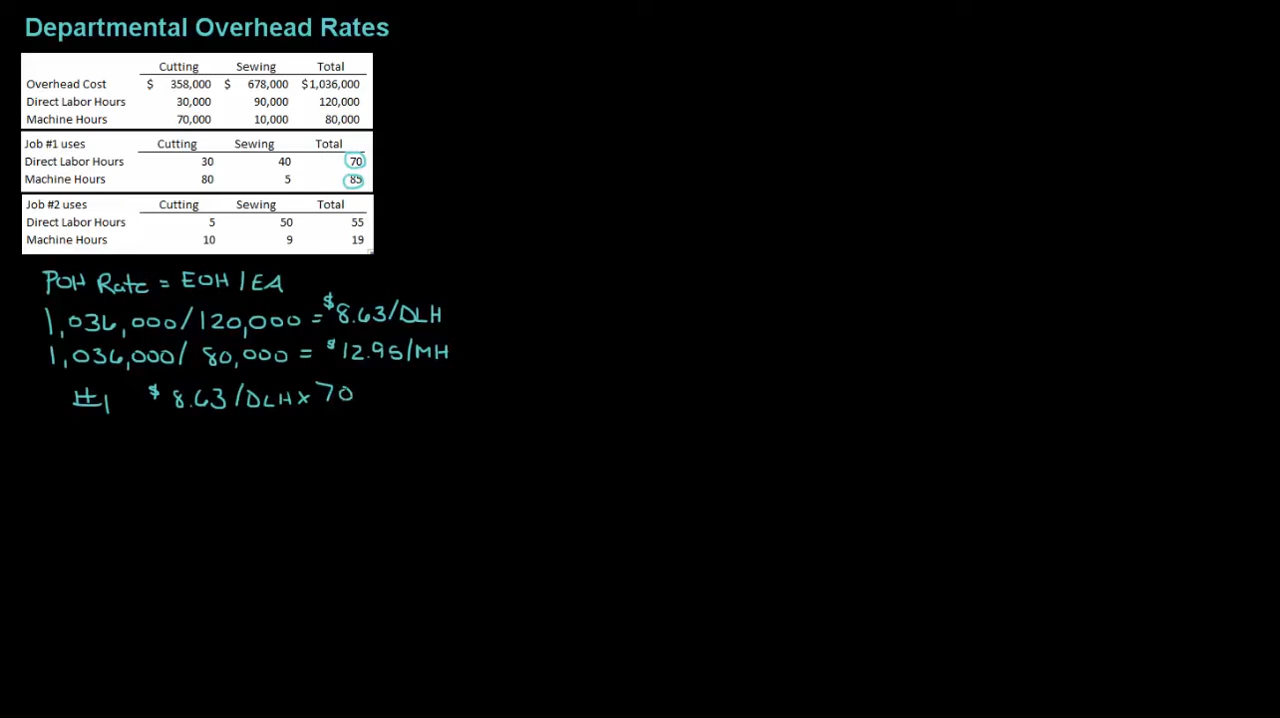 Departmental Overhead Rates
Cutting Sewing Total
Overhead Cost $ 358,000 $ 678,000 $1,036,000
Direct Labor Hours 30,000 90,000 120,000
Machine Hours 70,000 10,000 80,000
Job #1 uses Cutting Sewing Total
Direct Labor Hours 30 40 70
Machine Hours 80 5 85
Job #2 uses Cutting Sewing Total
Direct Labor Hours 5 50 55
Machine Hours 10 9 19
POH Rate = EOH / EA
1,036,000/120,000 = $8.63/DLH
1,036,000/ 80,000 = $12.95/MH
#1 $8.63/DLH x 70